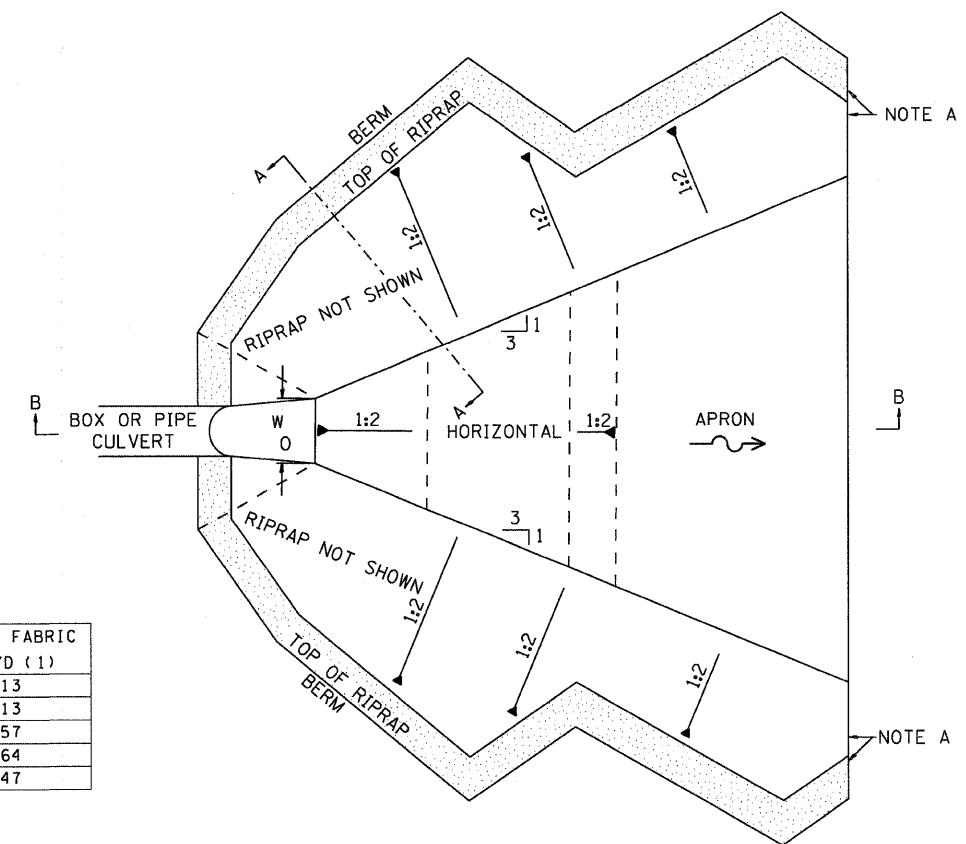 BERM
TOP OF RIPRAP
NOTE A
A
1:2
1:2
1:2
RIPRAP NOT SHOWN
1
3
A
B
BOX OR PIPE
CULVERT
W
O
1:2
HORIZONTAL
1:2
APRON
B
3
1
RIPRAP NOT SHOWN
1:2
1:2
1:2
TOP OF RIPRAP
BERM
NOTE A
FABRIC
(1)
13
13
57
64
47